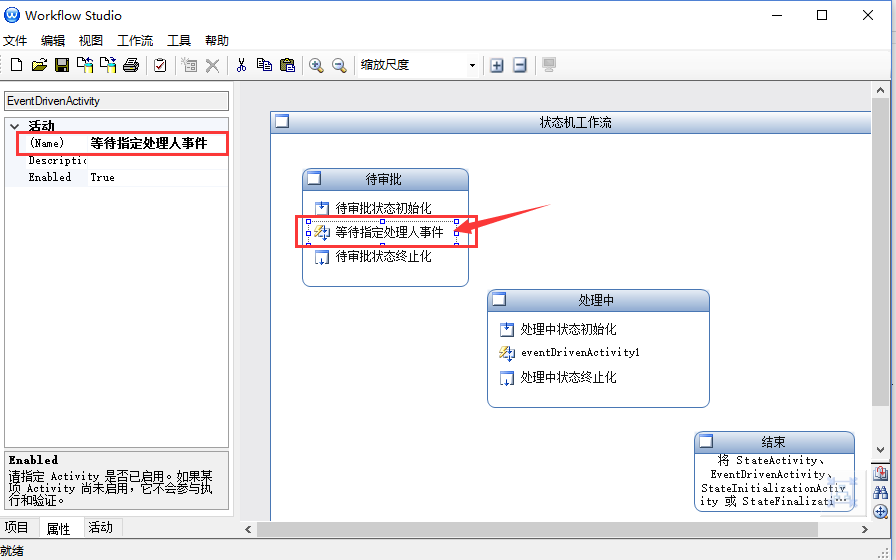 Workflow Studio
文件 编辑 视图 工作流 工具 帮助
缩放尺度
EventDrivenActivity
活动
(Name) 等待指定处理人事件
Descriptic
Enabled True
Enabled
请指定 Activity 是否已启用。如果某
项 Activity 尚未启用，它不会参与执
行和验证。
项目 属性 活动
就绪
状态机工作流
待审批
待审批状态初始化
等待指定处理人事件
待审批状态终止化
处理中
处理中状态初始化
eventDrivenActivity1
处理中状态终止化
结束
将 StateActivity、
EventDrivenActivity、
StateInitializationActiv
ity 或 StateFinalizati...